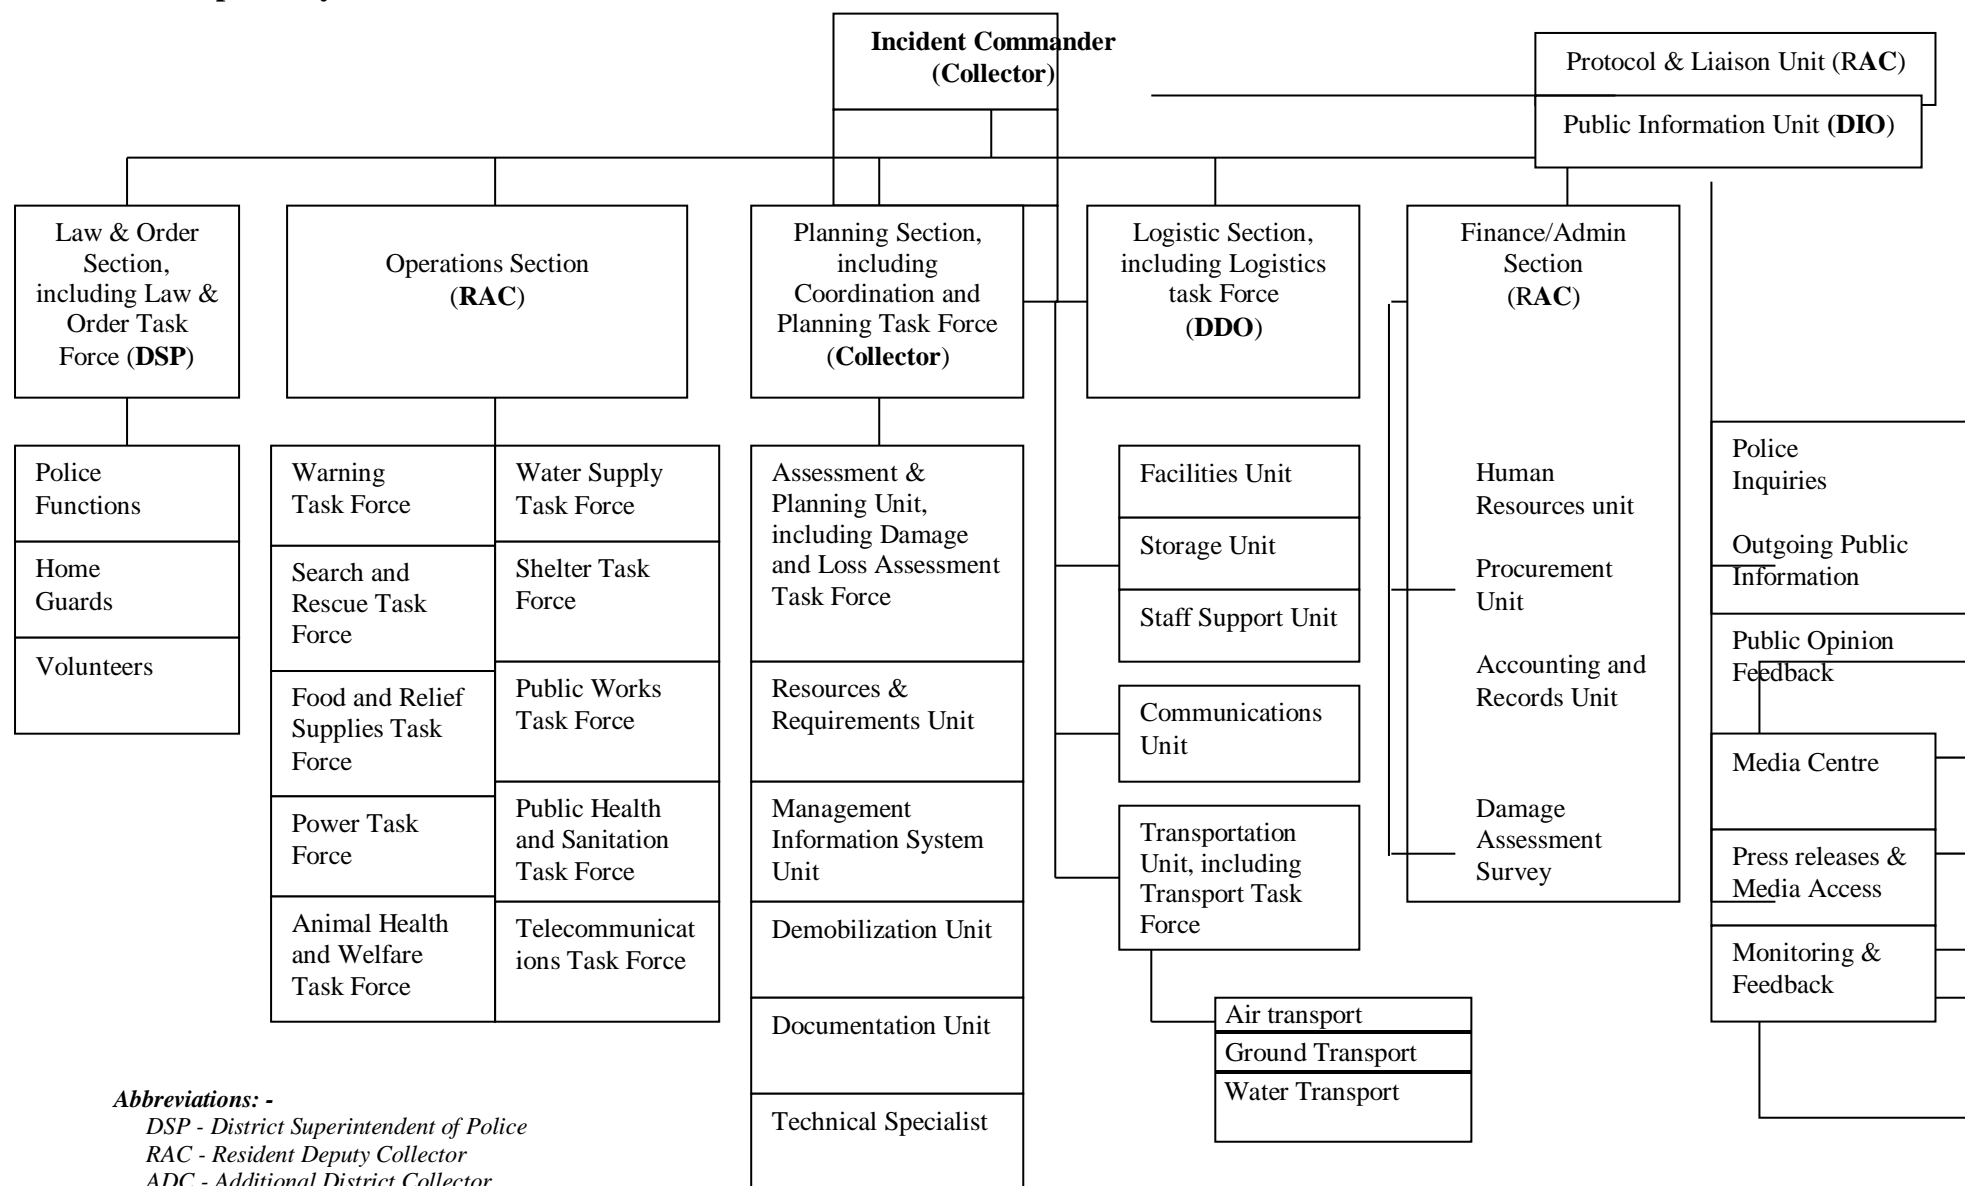 Incident Commander
(Collector)
Protocol & Liaison Unit (RAC)
Public Information Unit (DIO)
Law & Order
Section,
including Law &
Order Task
Force (DSP)
Operations Section
(RAC)
Planning Section,
including
Coordination and
Planning Task Force
(Collector)
Logistic Section,
including Logistics
task Force
(DDO)
Finance/Admin
Section
(RAC)
Police
Functions
Home
Guards
Volunteers
Warning
Task Force
Search and
Rescue Task
Force
Food and Relief
Supplies Task
Force
Power Task
Force
Animal Health
and Welfare
Task Force
Water Supply
Task Force
Shelter Task
Force
Public Works
Task Force
Public Health
and Sanitation
Task Force
Telecommunicat
ions Task Force
Assessment &
Planning Unit,
including Damage
and Loss Assessment
Task Force
Resources &
Requirements Unit
Management
Information System
Unit
Demobilization Unit
Documentation Unit
Technical Specialist
Facilities Unit
Storage Unit
Staff Support Unit
Communications
Unit
Transportation
Unit, including
Transport Task
Force
Air transport
Ground Transport
Water Transport
Human
Resources unit
Procurement
Unit
Accounting and
Records Unit
Damage
Assessment
Survey
Police
Inquiries
Outgoing Public
Information
Public Opinion
Feedback
Media Centre
Press releases &
Media Access
Monitoring &
Feedback
Abbreviations: -
DSP - District Superintendent of Police
RAC - Resident Deputy Collector
ADC - Additional District Collector